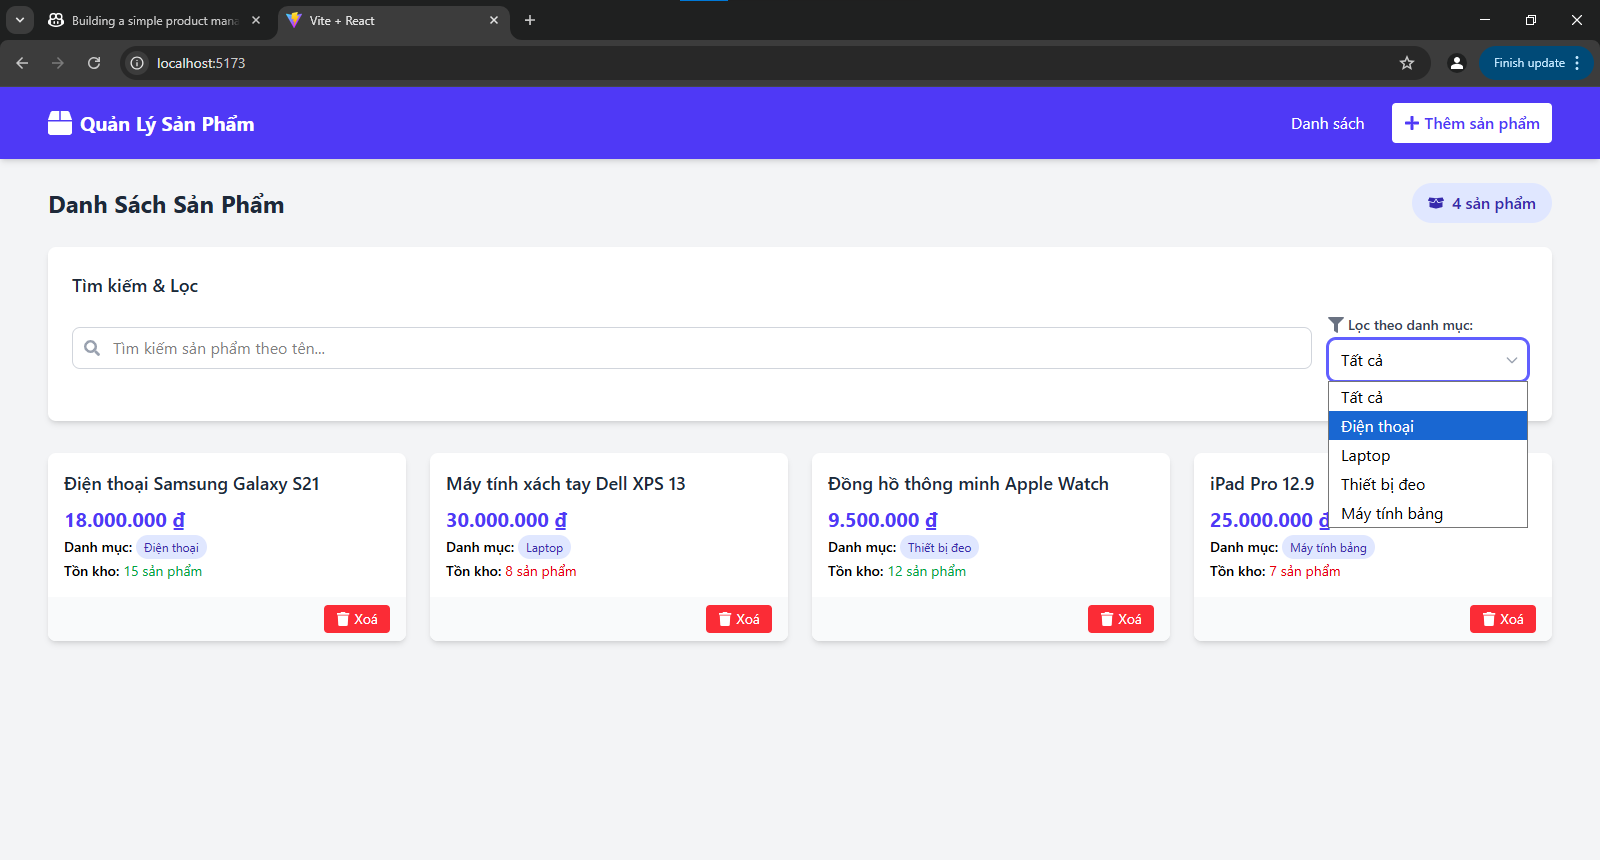 Building a simple product mana
Vite + React
localhost:5173
Finish update
Quản Lý Sản Phẩm
Danh sách
Thêm sản phẩm
Danh Sách Sản Phẩm
4 sản phẩm
Tìm kiếm & Lọc
Lọc theo danh mục:
Tìm kiếm sản phẩm theo tên...
Tất cả
Tất cả
Điện thoại
Laptop
Thiết bị đeo
Máy tính bảng
Điện thoại Samsung Galaxy S21
18.000.000 ₫
Danh mục: Điện thoại
Tồn kho: 15 sản phẩm
Xoá
Máy tính xách tay Dell XPS 13
30.000.000 ₫
Danh mục: Laptop
Tồn kho: 8 sản phẩm
Xoá
Đồng hồ thông minh Apple Watch
9.500.000 ₫
Danh mục: Thiết bị đeo
Tồn kho: 12 sản phẩm
Xoá
iPad Pro 12.9
25.000.000 ₫
Danh mục: Máy tính bảng
Tồn kho: 7 sản phẩm
Xoá